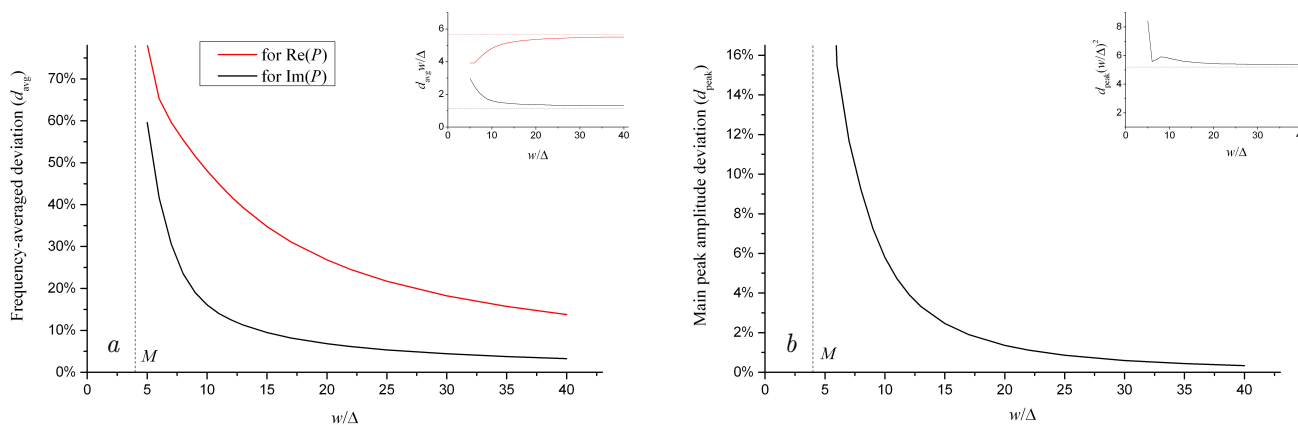 Frequency-averaged deviation (d_avg)
70%
60%
50%
40%
30%
20%
10%
0%
for Re(P)
for Im(P)
a
M
0 5 10 15 20 25 30 35 40
w/Δ
d_avg w/Δ
6
4
2
0
0 10 20 30 40
w/Δ
Main peak amplitude deviation (d_peak)
16%
14%
12%
10%
8%
6%
4%
2%
0%
b
M
0 5 10 15 20 25 30 35 40
w/Δ
d_peak(w/Δ)²
8
6
4
2
0 10 20 30 40
w/Δ